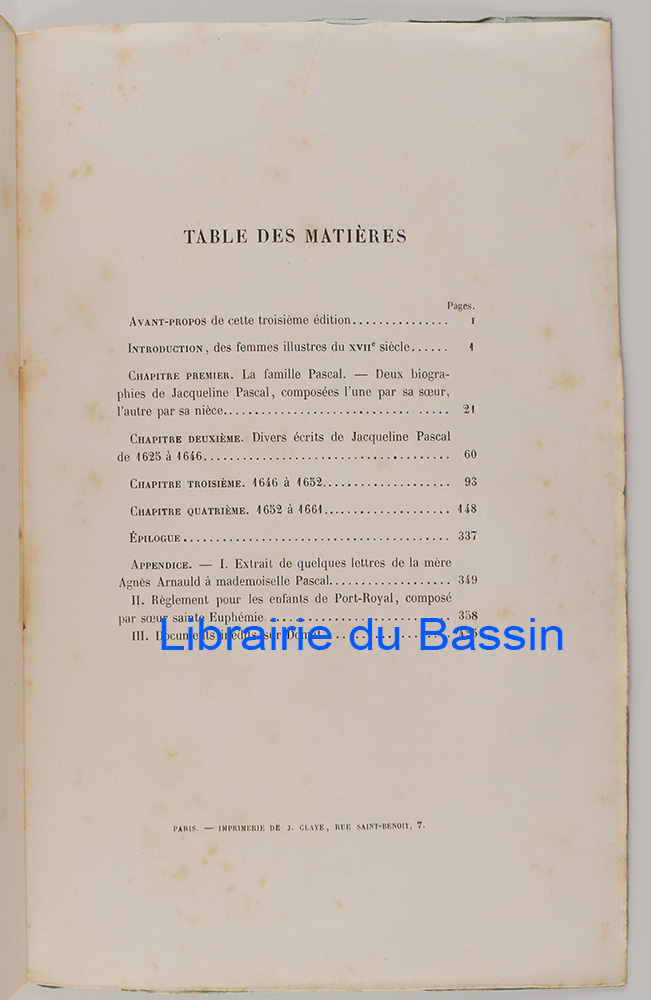 TABLE DES MATIÈRES
Pages.
AVANT-PROPOS de cette troisième édition............... I
INTRODUCTION, des femmes illustres du XVIIe siècle...... 1
CHAPITRE PREMIER. La famille Pascal. — Deux biogra-
phies de Jacqueline Pascal, composées l'une par sa sœur,
l'autre par sa nièce.................................. 21
CHAPITRE DEUXIÈME. Divers écrits de Jacqueline Pascal
de 1625 à 1646...................................... 60
CHAPITRE TROISIÈME. 1646 à 1652.................... 93
CHAPITRE QUATRIÈME. 1652 à 1661.................... 148
ÉPILOGUE......................................... 337
APPENDICE. — I. Extrait de quelques lettres de la mère
Agnès Arnauld à mademoiselle Pascal.................. 349
II. Règlement pour les enfants de Port-Royal, composé
par sœur sainte Euphémie............................. 358
III. Documents inédits sur Domat....................
Librairie du Bassin
PARIS. — IMPRIMERIE DE J. CLAYE, RUE SAINT-BENOIT, 7.